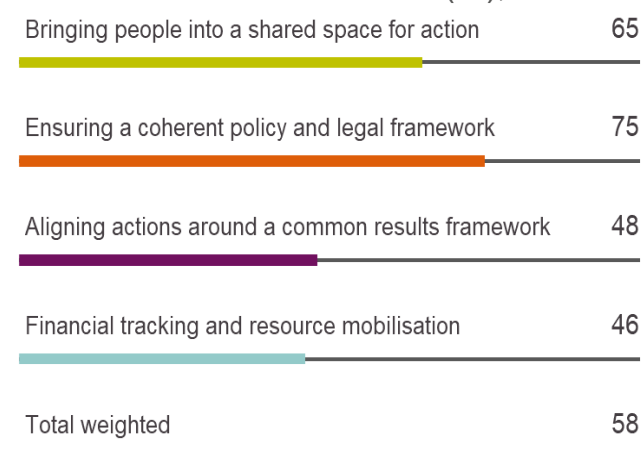 Bringing people into a shared space for action 65
Ensuring a coherent policy and legal framework 75
Aligning actions around a common results framework 48
Financial tracking and resource mobilisation 46
Total weighted 58